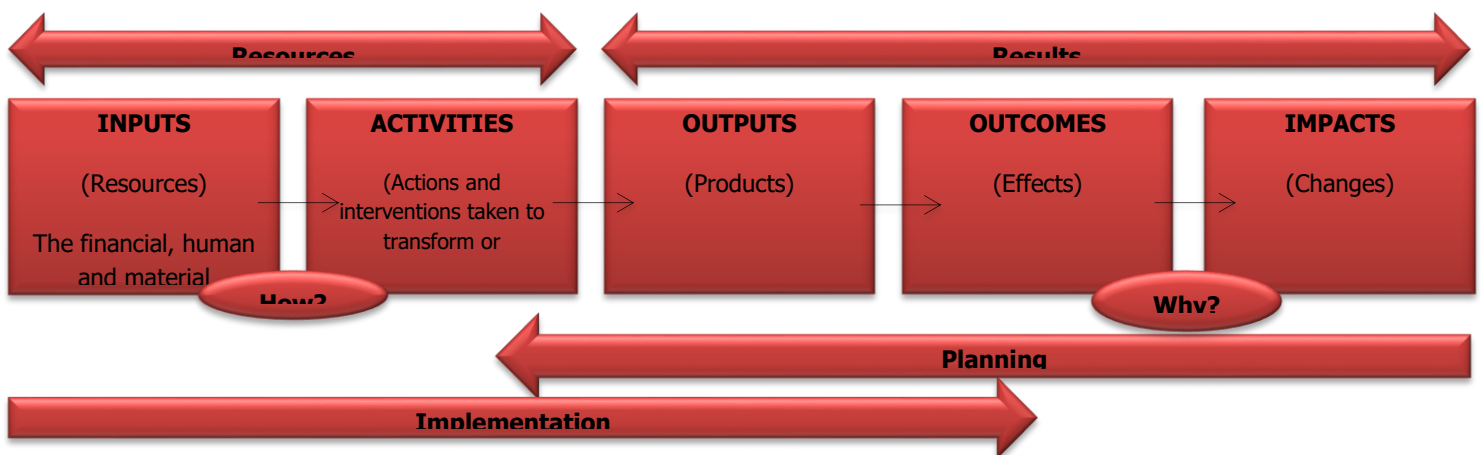 Resources
Results
INPUTS
(Resources)
The financial, human
and material
ACTIVITIES
(Actions and
interventions taken to
transform or
OUTPUTS
(Products)
OUTCOMES
(Effects)
IMPACTS
(Changes)
How?
Why?
Planning
Implementation